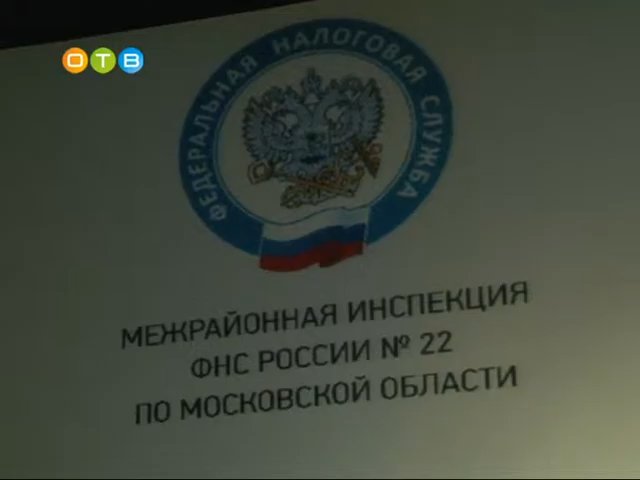 ОТВ
ФЕДЕРАЛЬНАЯ НАЛОГОВАЯ СЛУЖБА
МЕЖРАЙОННАЯ ИНСПЕКЦИЯ
ФНС РОССИИ № 22
ПО МОСКОВСКОЙ ОБЛАСТИ